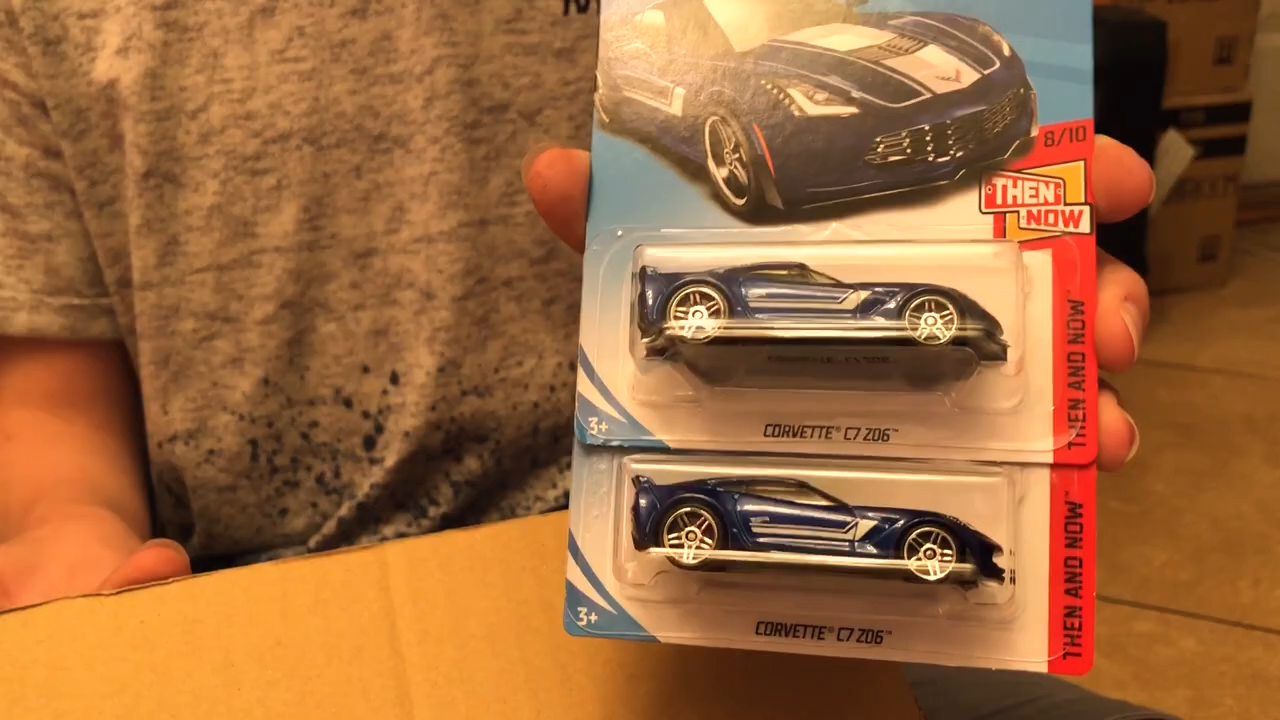 8/10
THEN
NOW
THEN AND NOW™
3+
CORVETTE® C7 Z06™
THEN AND NOW™
3+
CORVETTE® C7 Z06™